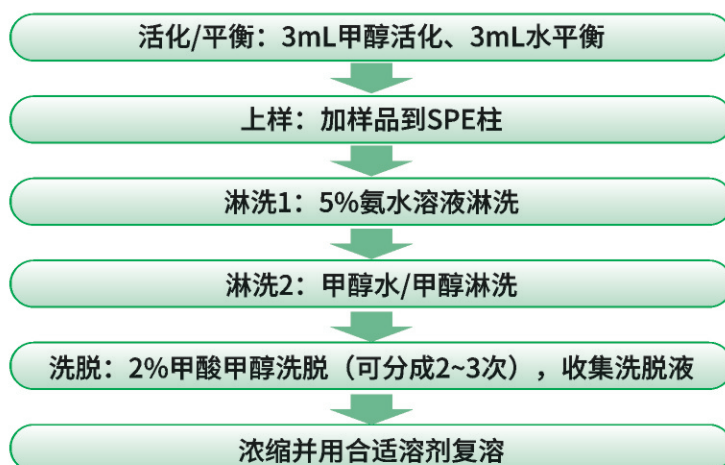 活化/平衡：3mL甲醇活化、3mL水平衡
上样：加样品到SPE柱
淋洗1：5%氨水溶液淋洗
淋洗2：甲醇水/甲醇淋洗
洗脱：2%甲酸甲醇洗脱（可分成2~3次），收集洗脱液
浓缩并用合适溶剂复溶